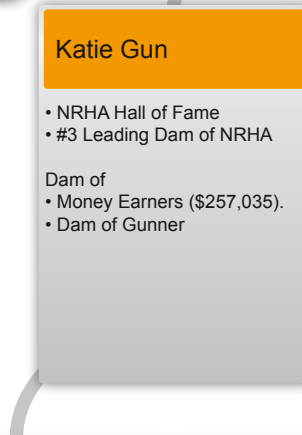 Katie Gun
• NRHA Hall of Fame
• #3 Leading Dam of NRHA
Dam of
• Money Earners ($257,035).
• Dam of Gunner